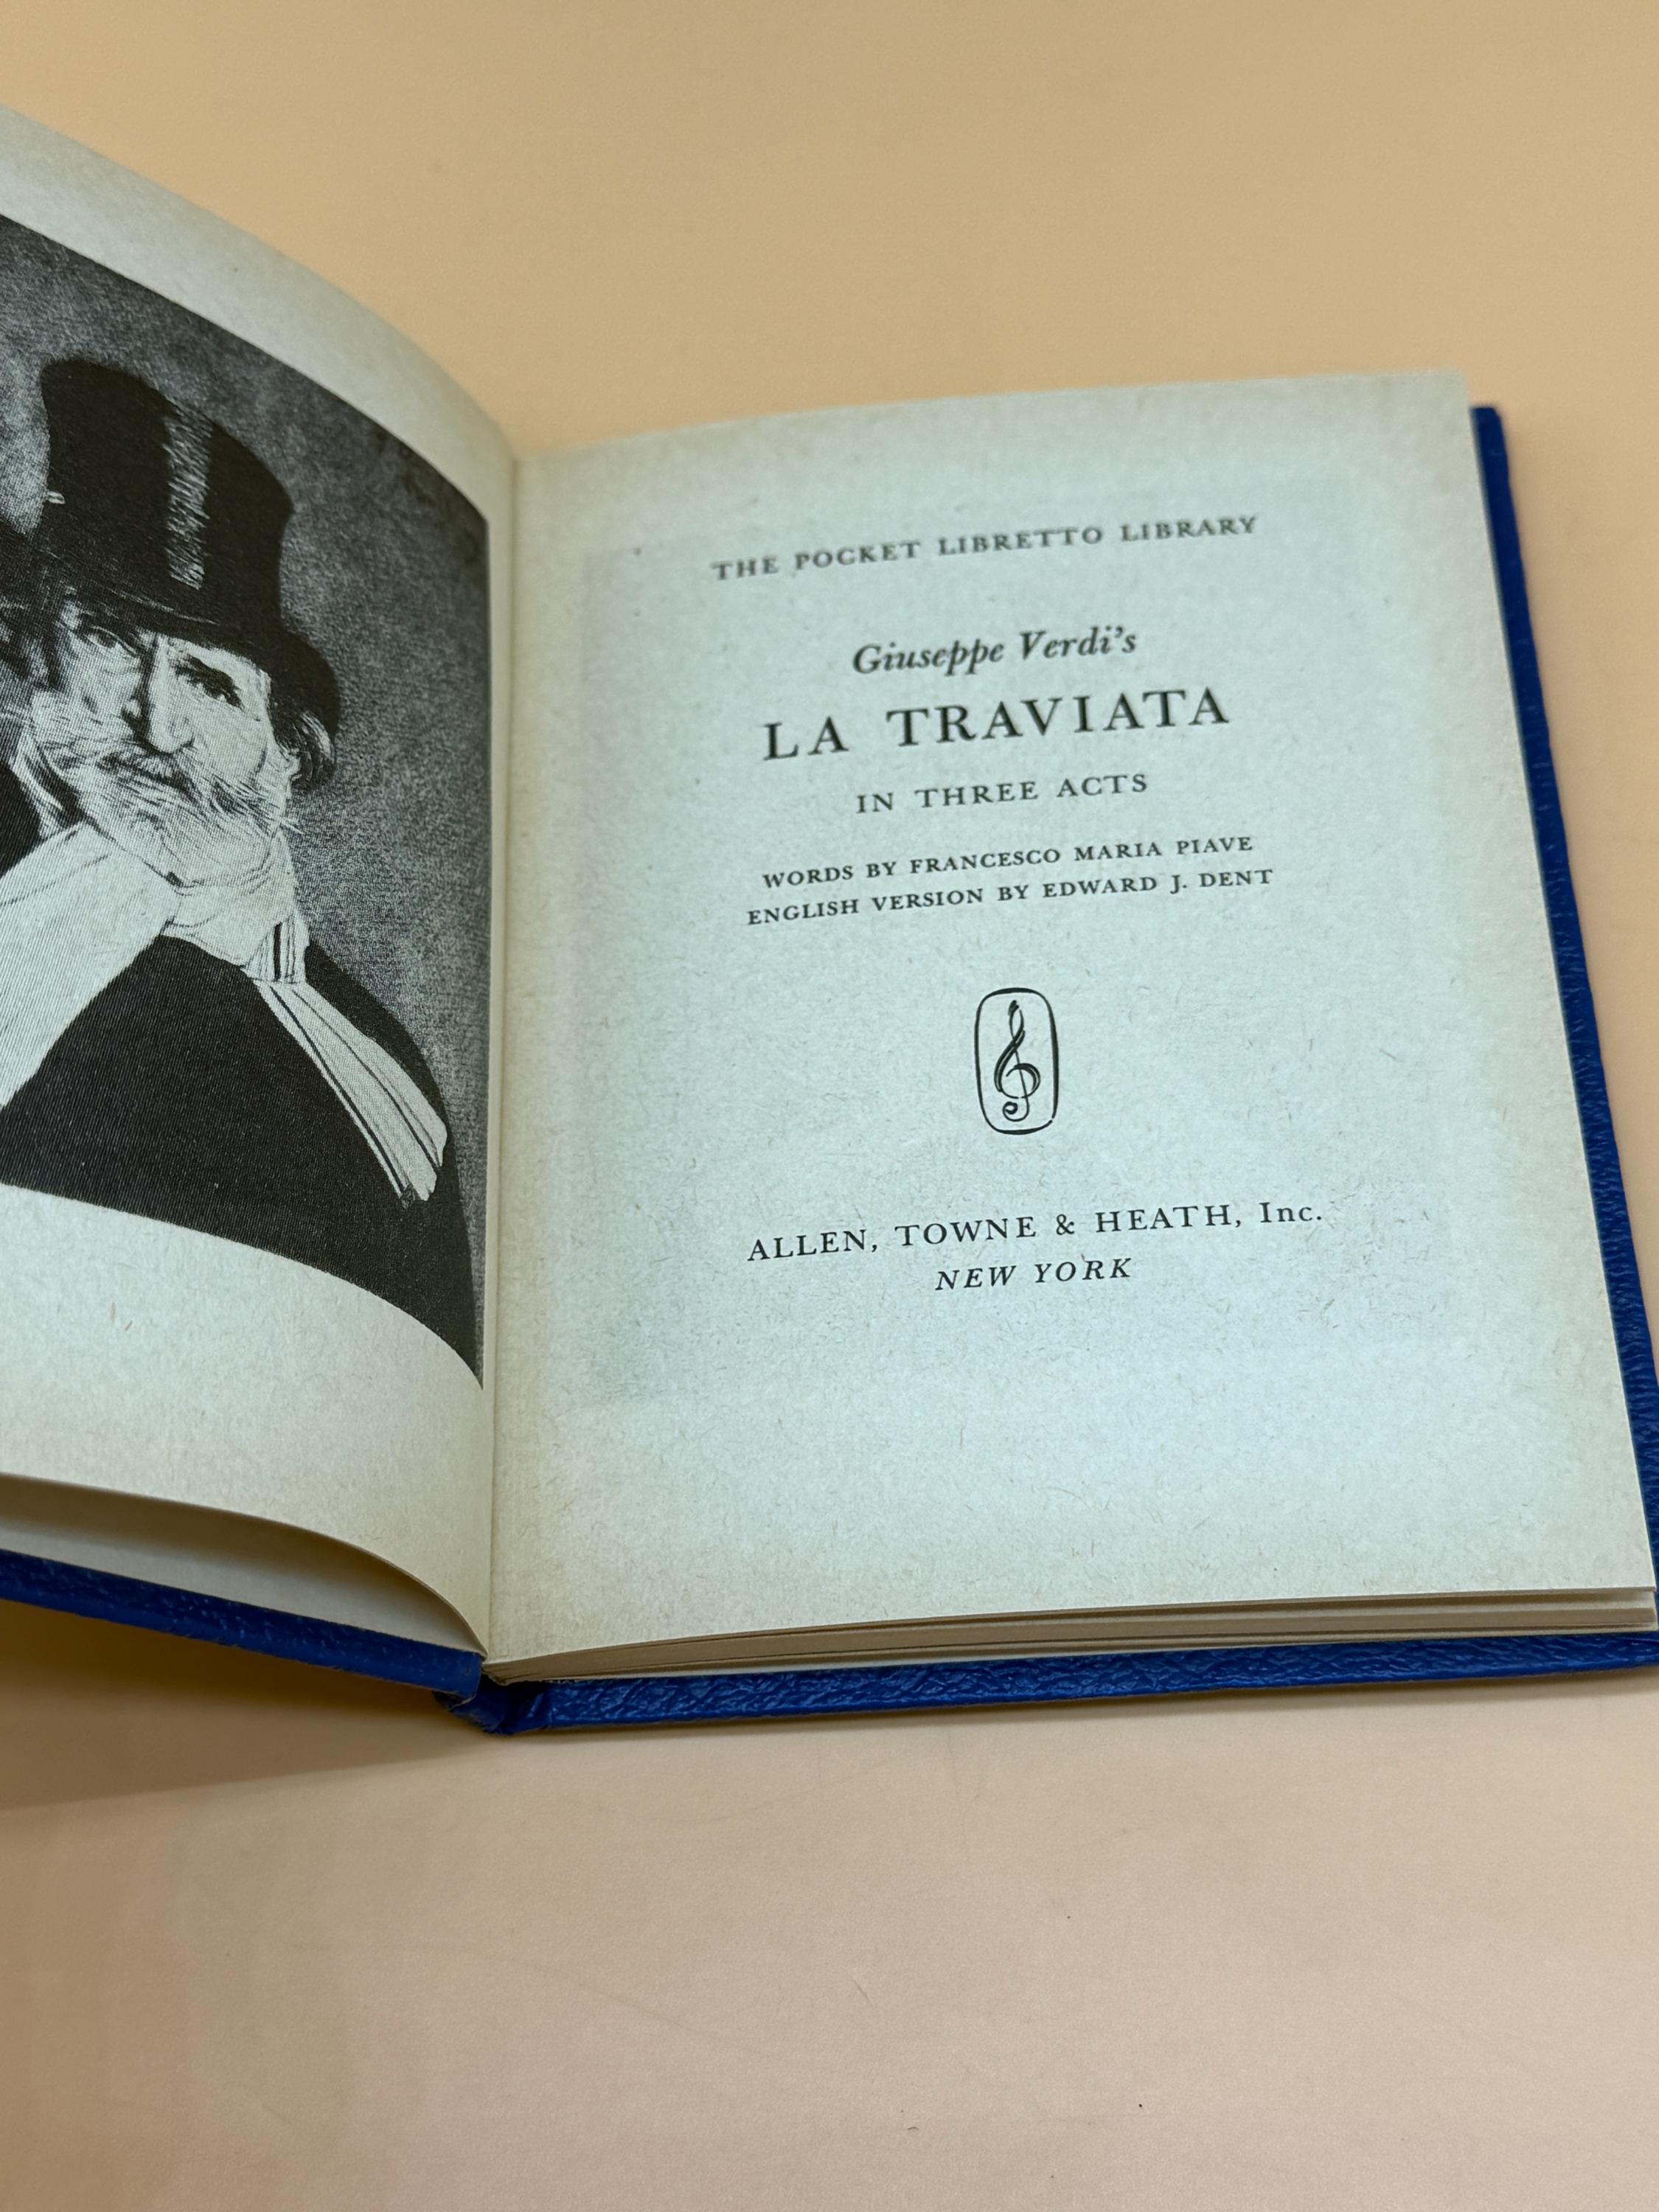 THE POCKET LIBRETTO LIBRARY
Giuseppe Verdi's
LA TRAVIATA
IN THREE ACTS
WORDS BY FRANCESCO MARIA PIAVE
ENGLISH VERSION BY EDWARD J. DENT
ALLEN, TOWNE & HEATH, Inc.
NEW YORK